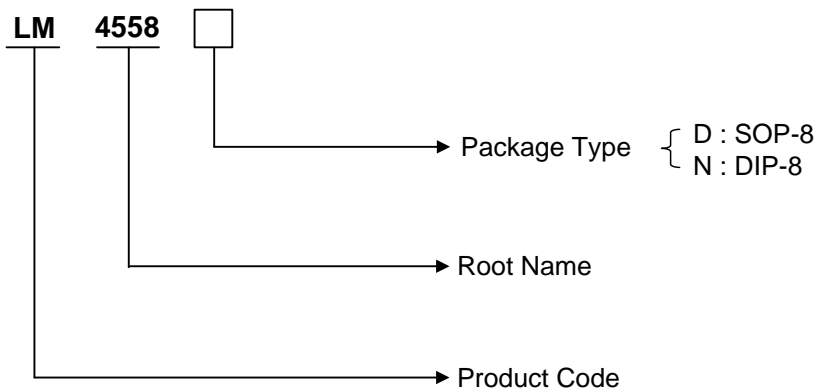 LM 4558
Package Type
D : SOP-8
N : DIP-8
Root Name
Product Code